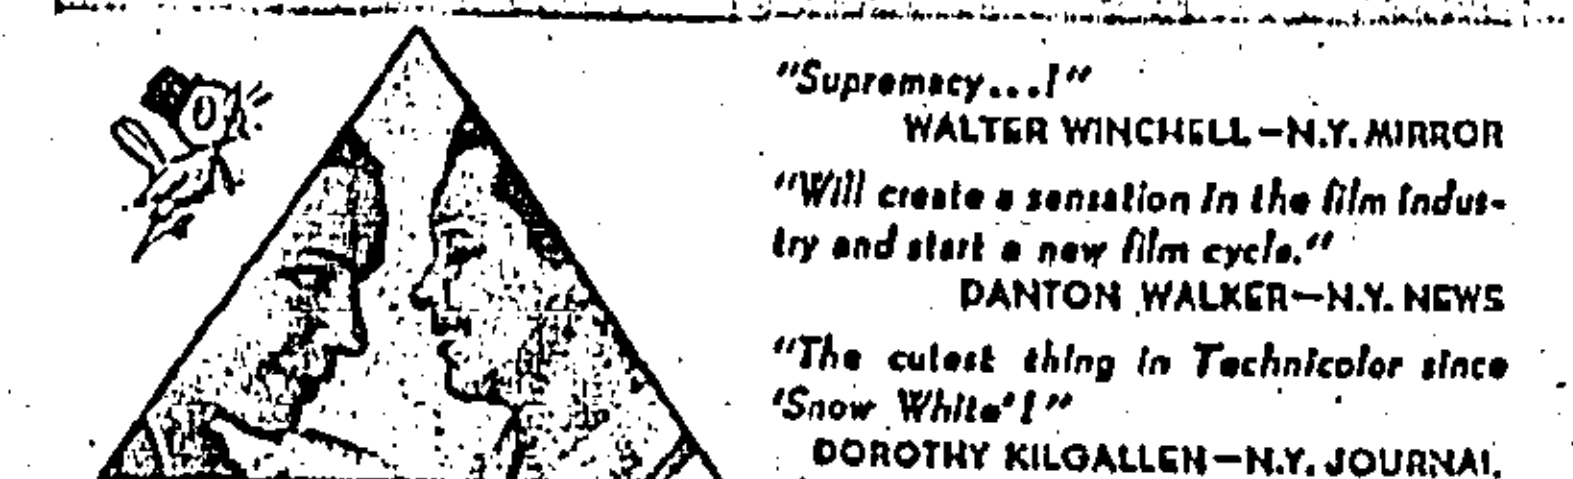 "Supremacy...!"
WALTER WINCHELL—N.Y. MIRROR
"Will create a sensation in the film indus-
try and start a new film cycle."
DANTON WALKER—N.Y. NEWS
"The cutest thing in Technicolor since
'Snow White'!"
DOROTHY KILGALLEN—N.Y. JOURNAL